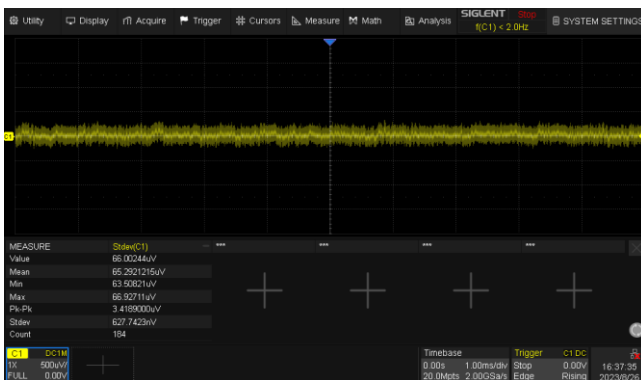 Utility Display Acquire Trigger Cursors Measure Math Analysis SIGLENT Stop SYSTEM SETTINGS
f(C1) < 2.0Hz
C1
MEASURE Stdev(C1) *** *** *** ***
Value 66.00244uV
Mean 65.2921215uV
Min 63.50821uV
Max 66.92711uV
Pk-Pk 3.4189000uV
Stdev 627.7423nV
Count 184
C1 DC1M Timebase Trigger C1 DC
1X 500uV/ 0.00s 1.00ms/div Stop 0.00V 16:37:35
FULL 0.00V 20.0Mpts 2.00GSa/s Edge Rising 2023/8/26